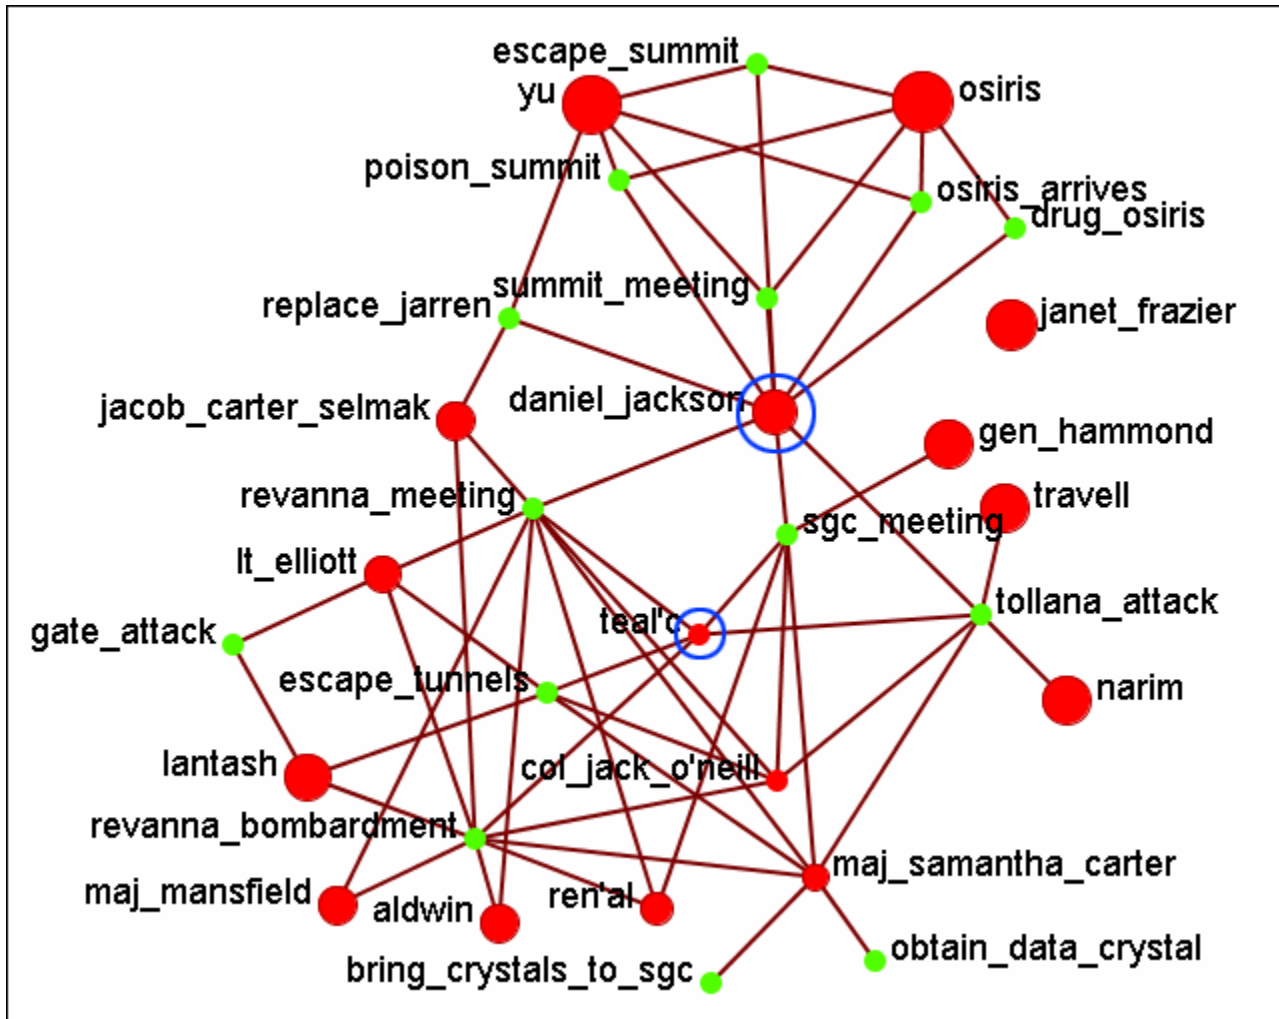 escape_summit
yu
osiris
poison_summit
osiris_arrives
drug_osiris
summit_meeting
replace_jarren
janet_frazier
daniel_jackson
jacob_carter_selmak
gen_hammond
revanna_meeting
travell
sgc_meeting
lt_elliott
tollana_attack
teal'c
gate_attack
escape_tunnels
narim
lantash
col_jack_o'neill
revanna_bombardment
maj_samantha_carter
maj_mansfield
ren'al
aldwin
obtain_data_crystal
bring_crystals_to_sgc